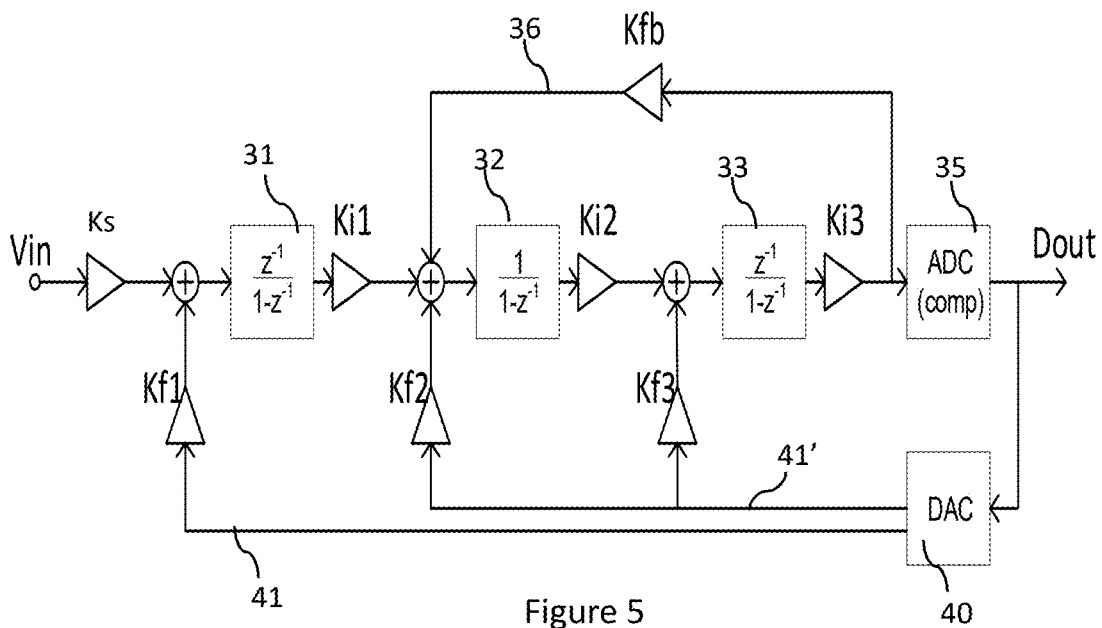 36
Kfb
31
32
33
35
Ks
Ki1
Ki2
Ki3
Vin
z-1
1-z-1
1
1-z-1
z-1
1-z-1
ADC
(comp)
Dout
+
+
+
Kf1
Kf2
Kf3
41'
DAC
41
40
Figure 5